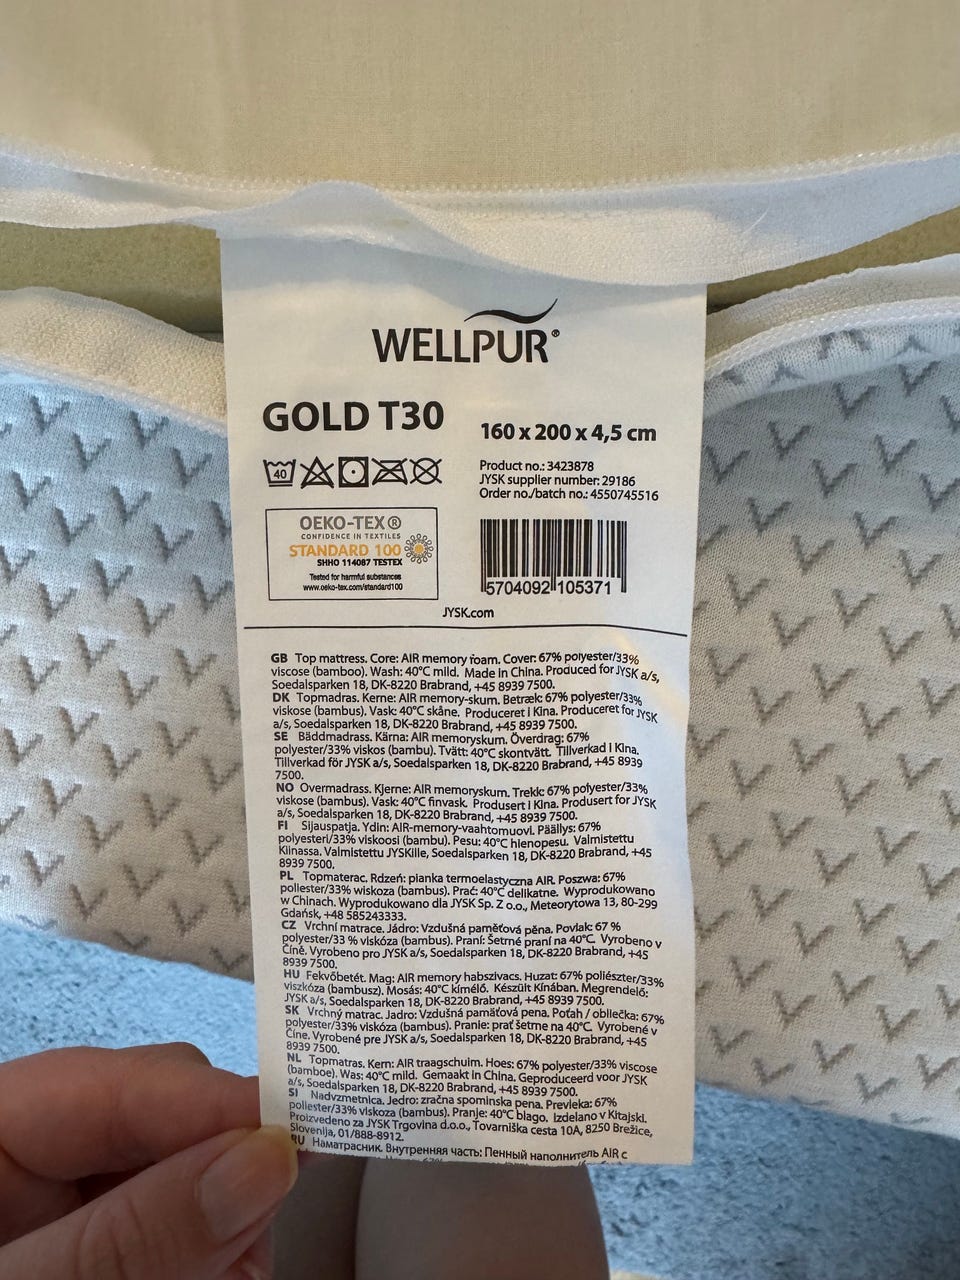 WELLPUR®
GOLD T30
160 x 200 x 4,5 cm
40
Product no.: 3423878
JYSK supplier number: 29186
Order no./batch no.: 4550745516
OEKO-TEX®
CONFIDENCE IN TEXTILES
STANDARD 100
SHHO 114087 TESTEX
Tested for harmful substances
www.oeko-tex.com/standard100
5704092 105371
JYSK.com
GB Top mattress. Core: AIR memory foam. Cover: 67% polyester/33%
viscose (bamboo). Wash: 40°C mild. Made in China. Produced for JYSK a/s,
Soedalsparken 18, DK-8220 Brabrand, +45 8939 7500.
DK Topmadras. Kerne: AIR memory-skum. Betræk: 67% polyester/33%
viskose (bambus). Vask: 40°C skåne. Produceret i Kina. Produceret for JYSK
a/s, Soedalsparken 18, DK-8220 Brabrand, +45 8939 7500.
SE Bäddmadrass. Kärna: AIR memoryskum. Överdrag: 67%
polyester/33% viskos (bambu). Tvätt: 40°C skontvätt. Tillverkad i Kina.
Tillverkad för JYSK a/s, Soedalsparken 18, DK-8220 Brabrand, +45 8939
7500.
NO Overmadrass. Kjerne: AIR memoryskum. Trekk: 67% polyester/33%
viskose (bambus). Vask: 40°C finvask. Produsert i Kina. Produsert for JYSK
a/s, Soedalsparken 18, DK-8220 Brabrand, +45 8939 7500.
FI Sijauspatja. Ydin: AIR-memory-vaahtomuovi. Päällys: 67%
polyesteri/33% viskoosi (bambu). Pesu: 40°C hienopesu. Valmistettu
Kiinassa. Valmistettu JYSKille, Soedalsparken 18, DK-8220 Brabrand, +45
8939 7500.
PL Topmaterac. Rdzeń: pianka termoelastyczna AIR. Poszwa: 67%
poliester/33% wiskoza (bambus). Prać: 40°C delikatne. Wyprodukowano
w Chinach. Wyprodukowano dla JYSK Sp. Z o.o., Meteorytowa 13, 80-299
Gdańsk, +48 585243333.
CZ Vrchní matrace. Jádro: Vzdušná paměťová pěna. Povlak: 67 %
polyester/33 % viskóza (bambus). Praní: Šetrné praní na 40°C. Vyrobeno v
Číně. Vyrobeno pro JYSK a/s, Soedalsparken 18, DK-8220 Brabrand, +45
8939 7500.
HU Fekvőbetét. Mag: AIR memory habszivacs. Huzat: 67% poliészter/33%
viszkóza (bambusz). Mosás: 40°C kímélő. Készült Kínában. Megrendelő:
JYSK a/s, Soedalsparken 18, DK-8220 Brabrand, +45 8939 7500.
SK Vrchný matrac. Jadro: Vzdušná pamäťová pena. Poťah / obliečka: 67%
polyester/33% viskóza (bambus). Pranie: prať šetrne na 40°C. Vyrobené v
Číne. Vyrobené pre JYSK a/s, Soedalsparken 18, DK-8220 Brabrand, +45
8939 7500.
NL Topmatras. Kern: AIR traagschuim. Hoes: 67% polyester/33% viscose
(bamboe). Was: 40°C mild. Gemaakt in China. Geproduceerd voor JYSK
a/s, Soedalsparken 18, DK-8220 Brabrand, +45 8939 7500.
SI Nadvzmetnica. Jedro: zračna spominska pena. Prevleka: 67%
poliester/33% viskoza (bambus). Pranje: 40°C blago. Izdelano v Kitajski.
Proizvedeno za JYSK Trgovina d.o.o., Tovarniška cesta 10A, 8250 Brežice,
Slovenija, 01/888-8912.
RU Наматрасник. Внутренняя часть: Пенный наполнитель AIR с